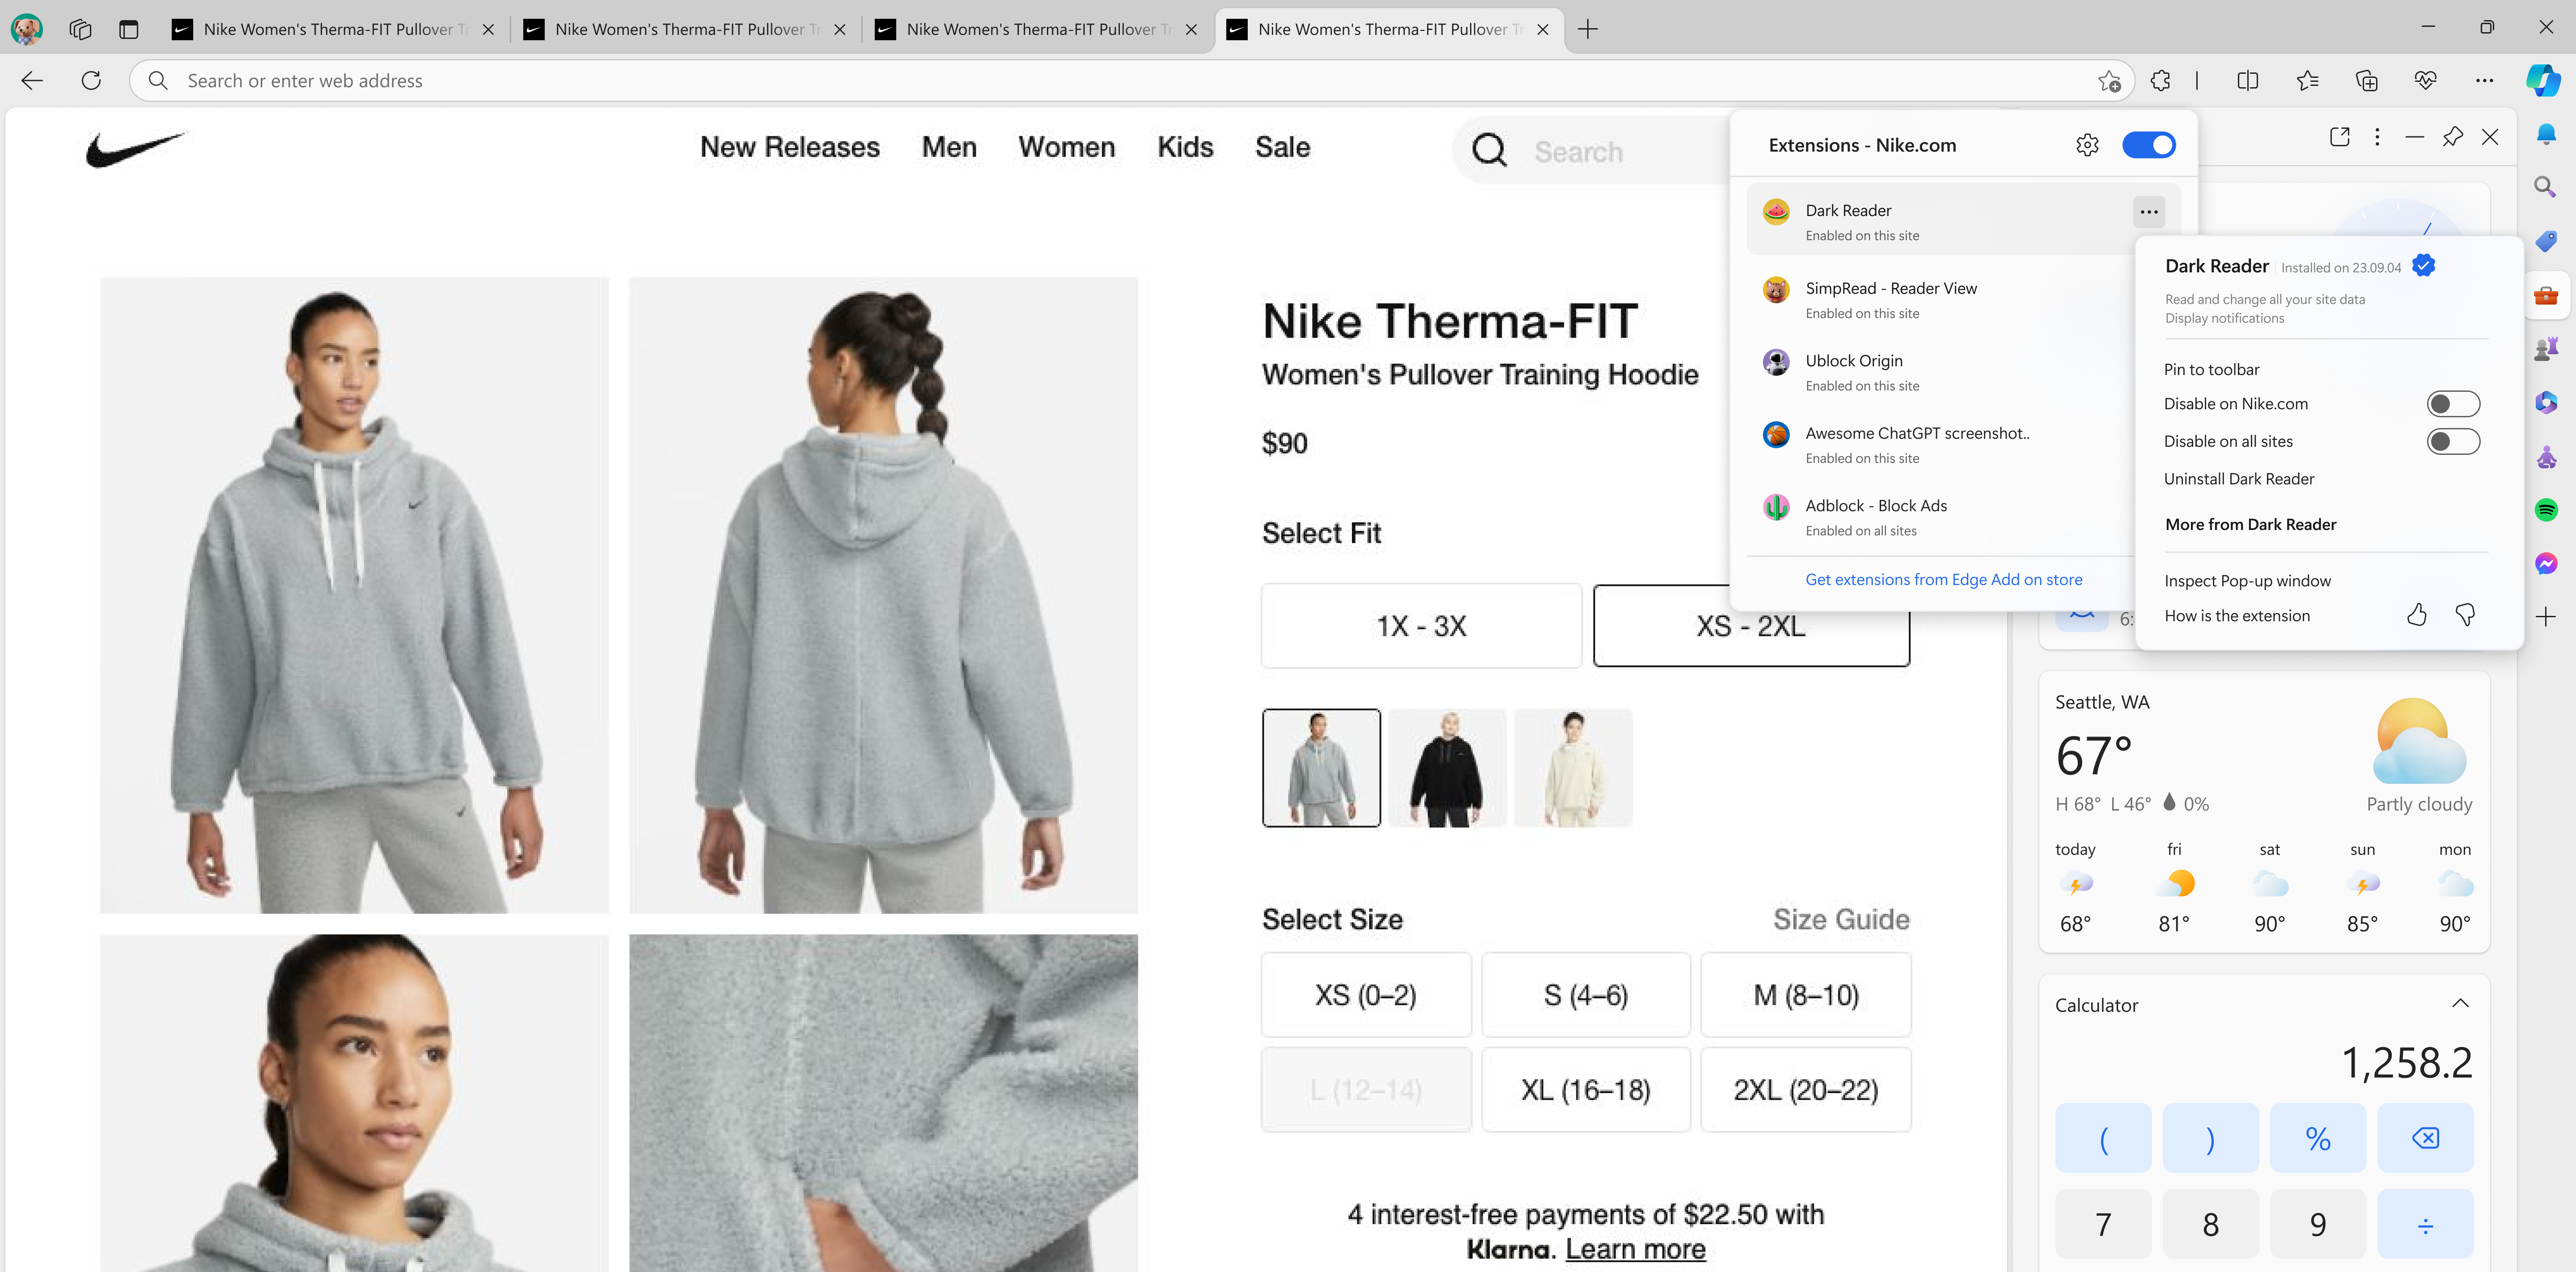 Nike Women's Therma-FIT Pullover Tr
Nike Women's Therma-FIT Pullover Tr
Nike Women's Therma-FIT Pullover Tr
Nike Women's Therma-FIT Pullover Tr
Search or enter web address
New Releases
Men
Women
Kids
Sale
Search
Nike Therma-FIT
Women's Pullover Training Hoodie
$90
Select Fit
1X - 3X
XS - 2XL
Select Size
Size Guide
XS (0–2)
S (4–6)
M (8–10)
L (12–14)
XL (16–18)
2XL (20–22)
4 interest-free payments of $22.50 with
Klarna. Learn more
Extensions - Nike.com
Dark Reader
Enabled on this site
SimpRead - Reader View
Enabled on this site
Ublock Origin
Enabled on this site
Awesome ChatGPT screenshot..
Enabled on this site
Adblock - Block Ads
Enabled on all sites
Get extensions from Edge Add on store
Dark Reader
Installed on 23.09.04
Read and change all your site data
Display notifications
Pin to toolbar
Disable on Nike.com
Disable on all sites
Uninstall Dark Reader
More from Dark Reader
Inspect Pop-up window
How is the extension
6:
Seattle, WA
67°
H 68° L 46° 0%
Partly cloudy
today fri sat sun mon
68° 81° 90° 85° 90°
Calculator
1,258.2
( ) %
7 8 9 ÷